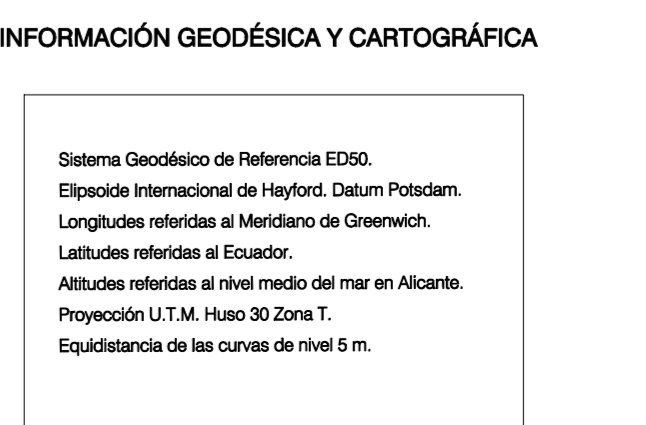 INFORMACIÓN GEODÉSICA Y CARTOGRÁFICA
Sistema Geodésico de Referencia ED50.
Elipsoide Internacional de Hayford. Datum Potsdam.
Longitudes referidas al Meridiano de Greenwich.
Latitudes referidas al Ecuador.
Altitudes referidas al nivel medio del mar en Alicante.
Proyección U.T.M. Huso 30 Zona T.
Equidistancia de las curvas de nivel 5 m.